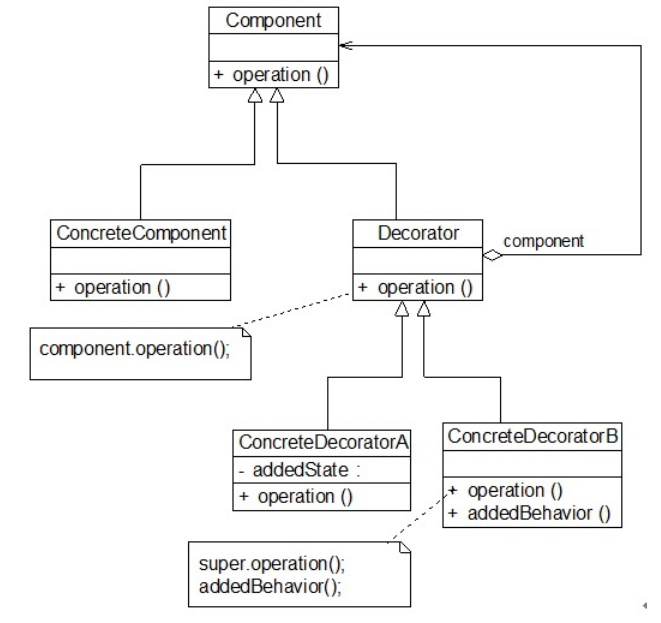 Component
+ operation ()
ConcreteComponent
+ operation ()
Decorator
+ operation ()
component
component.operation();
ConcreteDecoratorA
- addedState :
+ operation ()
ConcreteDecoratorB
+ operation ()
+ addedBehavior ()
super.operation();
addedBehavior();